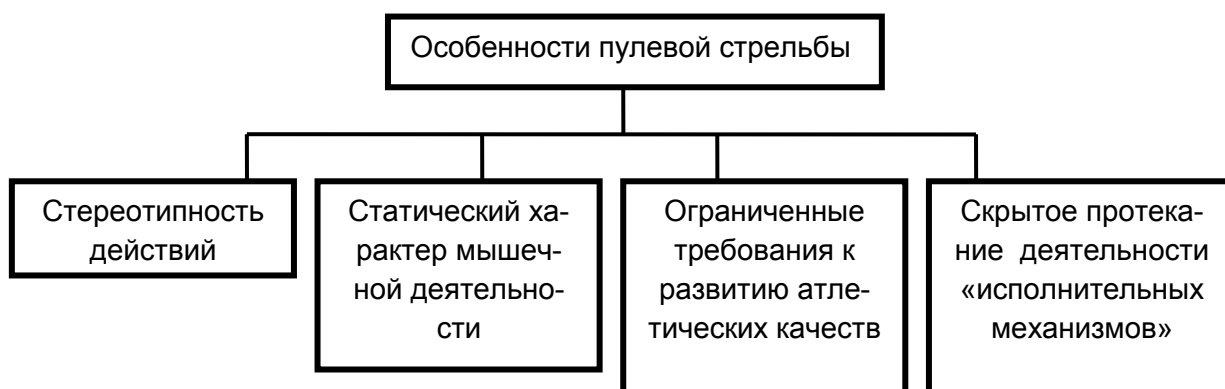 Особенности пулевой стрельбы
Стереотипность
действий
Статический ха-
рактер мышеч-
ной деятельно-
сти
Ограниченные
требования к
развитию атле-
тических качеств
Скрытое протека-
ние деятельности
«исполнительных
механизмов»